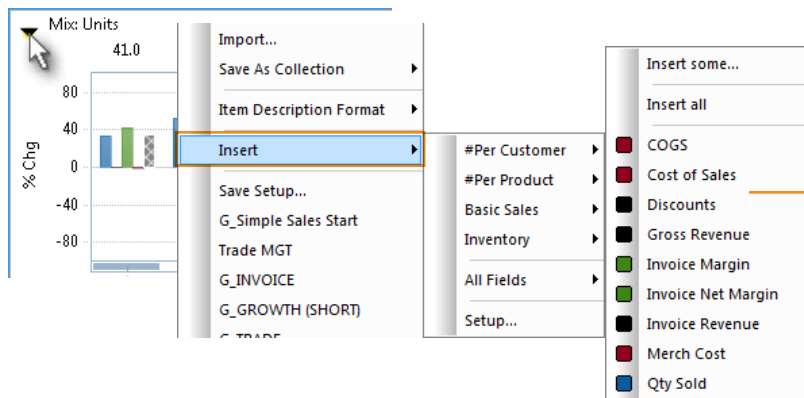 Mix: Units
41.0
80
40
0
-40
-80
% Chg
Import...
Save As Collection
Item Description Format
Insert
Save Setup...
G_Simple Sales Start
Trade MGT
G_INVOICE
G_GROWTH (SHORT)
#Per Customer
#Per Product
Basic Sales
Inventory
All Fields
Setup...
Insert some...
Insert all
COGS
Cost of Sales
Discounts
Gross Revenue
Invoice Margin
Invoice Net Margin
Invoice Revenue
Merch Cost
Qty Sold